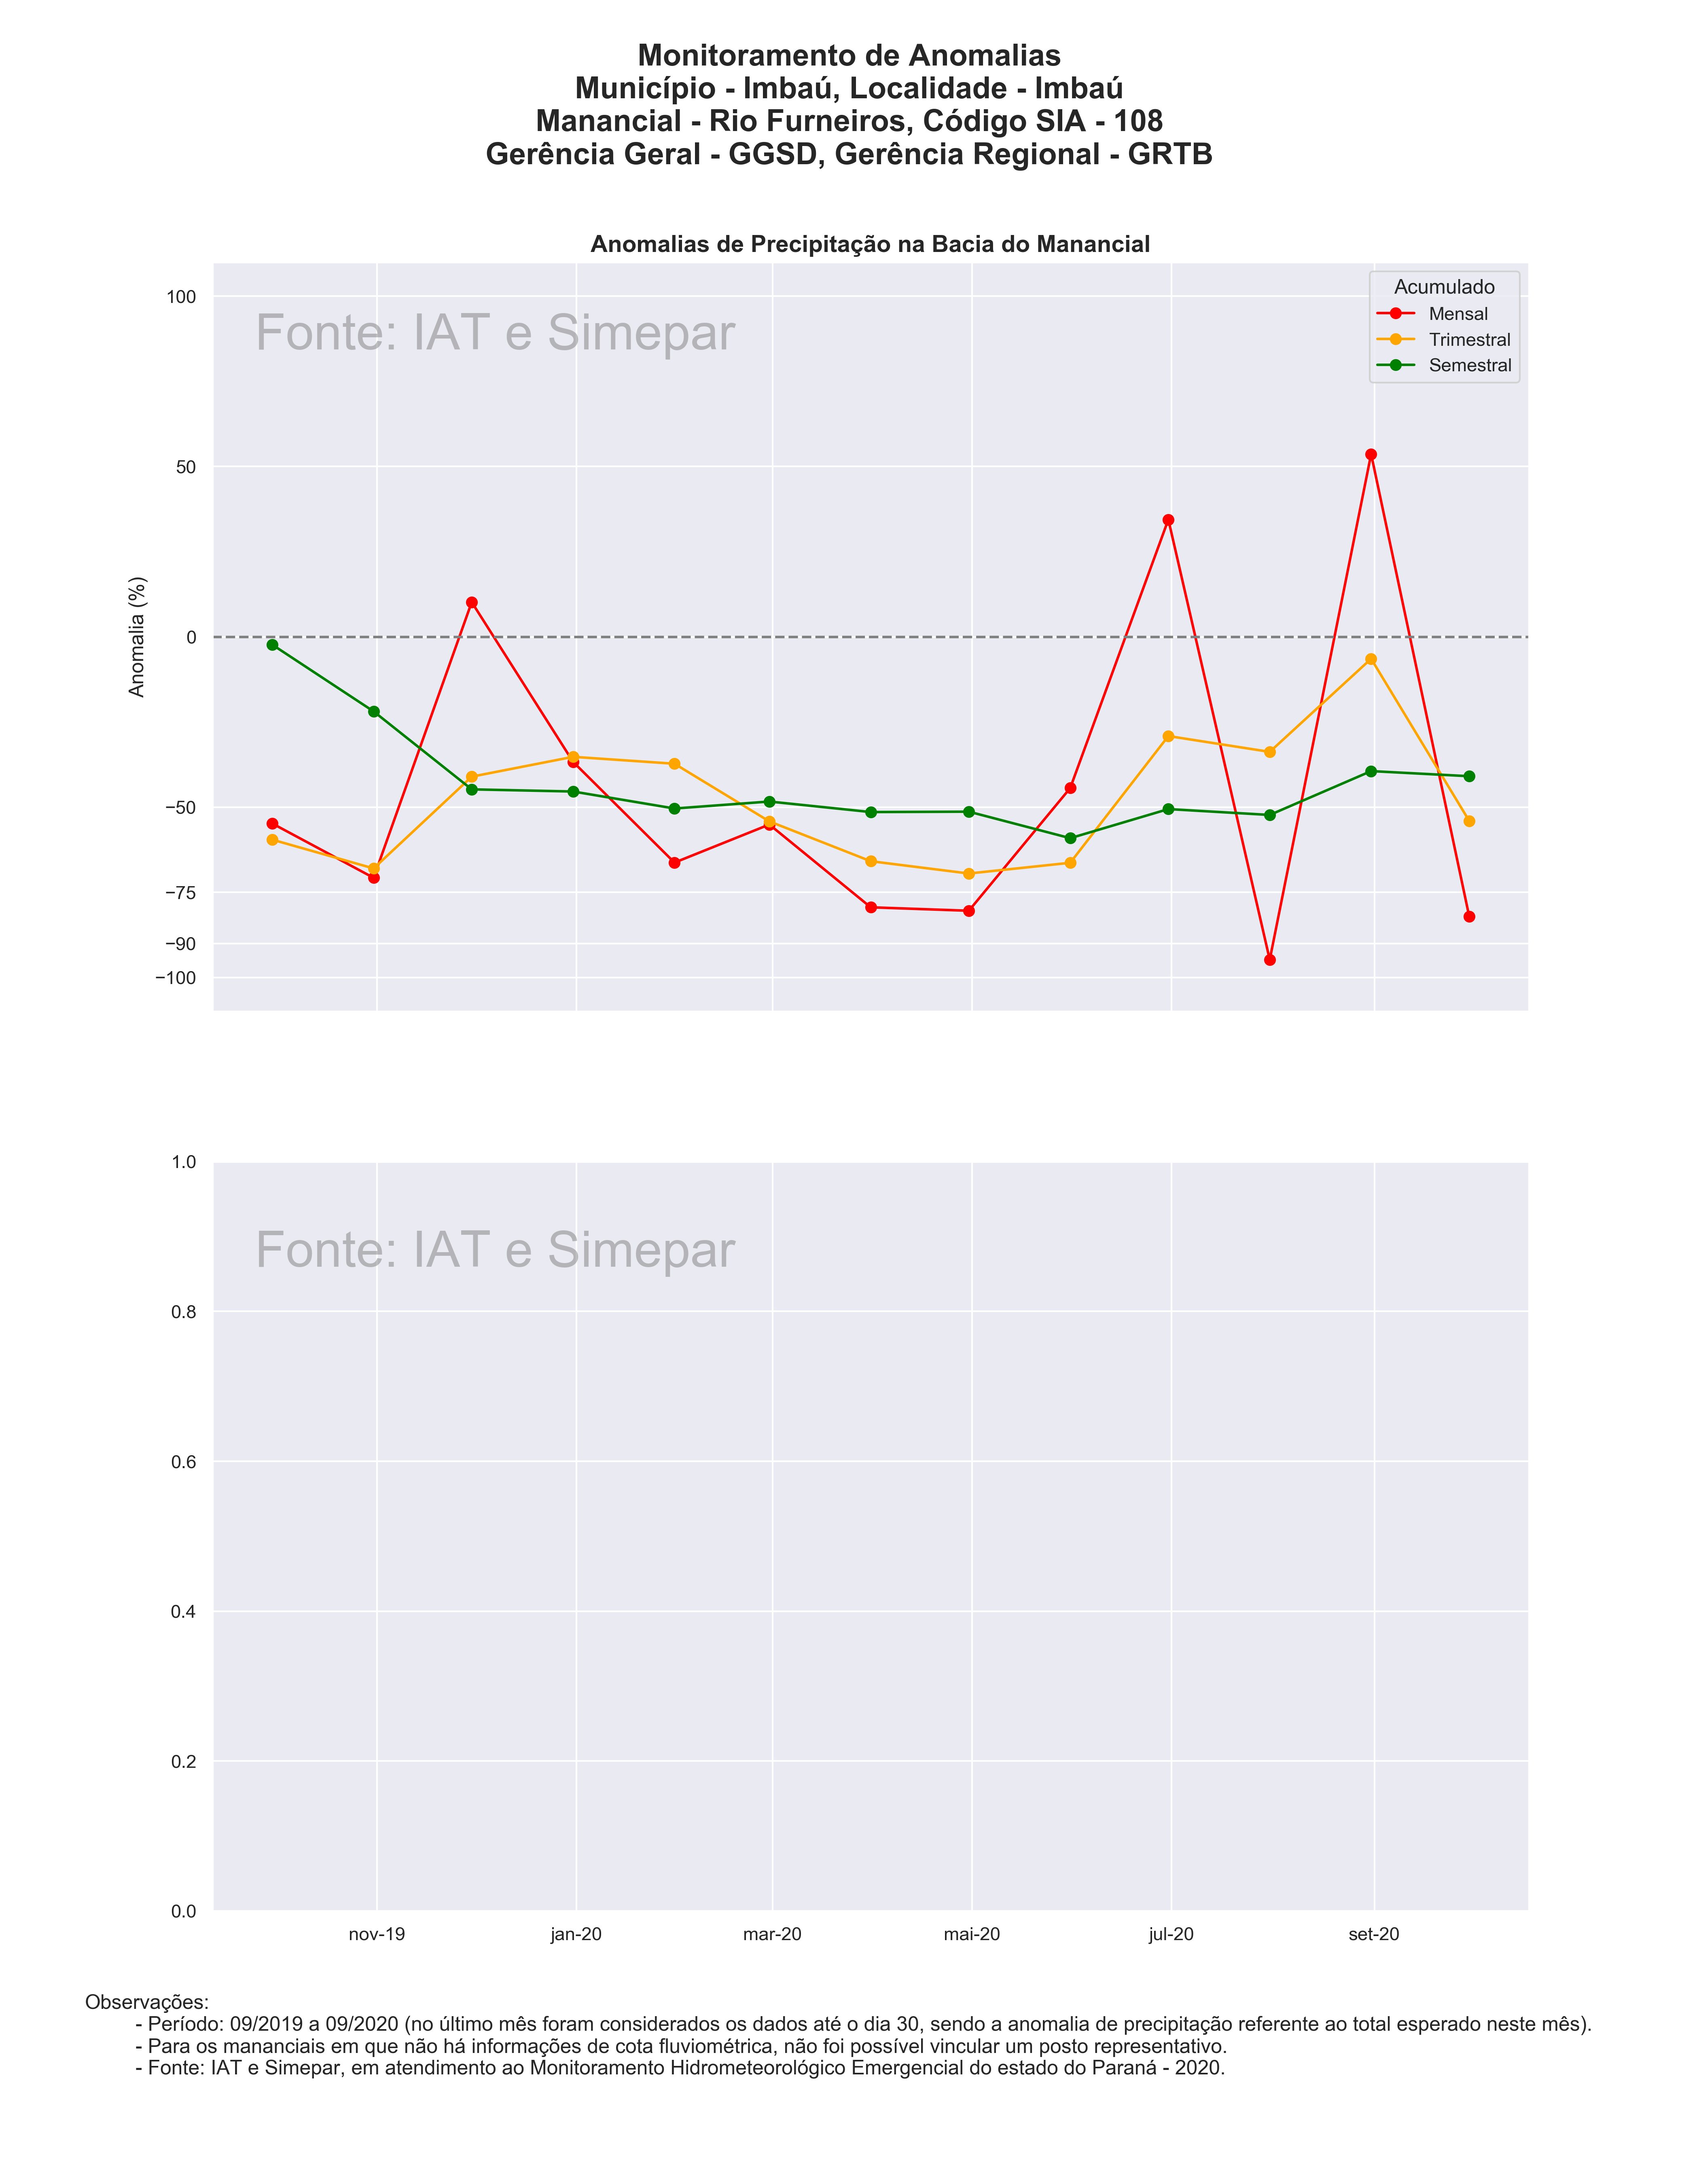 Monitoramento de Anomalias
Município - Imbaú, Localidade - Imbaú
Manancial - Rio Furneiros, Código SIA - 108
Gerência Geral - GGSD, Gerência Regional - GRTB
Anomalias de Precipitação na Bacia do Manancial
Fonte: IAT e Simepar
Acumulado
Mensal
Trimestral
Semestral
Anomalia (%)
100
50
0
−50
−75
−90
−100
Fonte: IAT e Simepar
1.0
0.8
0.6
0.4
0.2
0.0
nov-19 jan-20 mar-20 mai-20 jul-20 set-20
Observações:
- Período: 09/2019 a 09/2020 (no último mês foram considerados os dados até o dia 30, sendo a anomalia de precipitação referente ao total esperado neste mês).
- Para os mananciais em que não há informações de cota fluviométrica, não foi possível vincular um posto representativo.
- Fonte: IAT e Simepar, em atendimento ao Monitoramento Hidrometeorológico Emergencial do estado do Paraná - 2020.